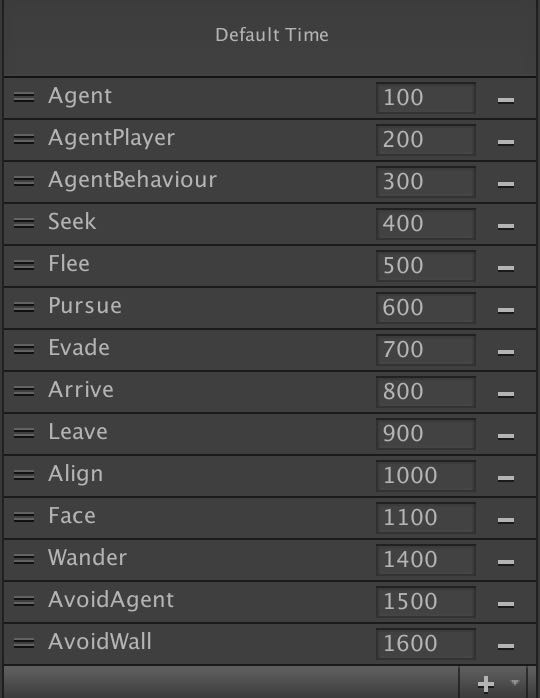 Default Time
Agent 100
AgentPlayer 200
AgentBehaviour 300
Seek 400
Flee 500
Pursue 600
Evade 700
Arrive 800
Leave 900
Align 1000
Face 1100
Wander 1400
AvoidAgent 1500
AvoidWall 1600